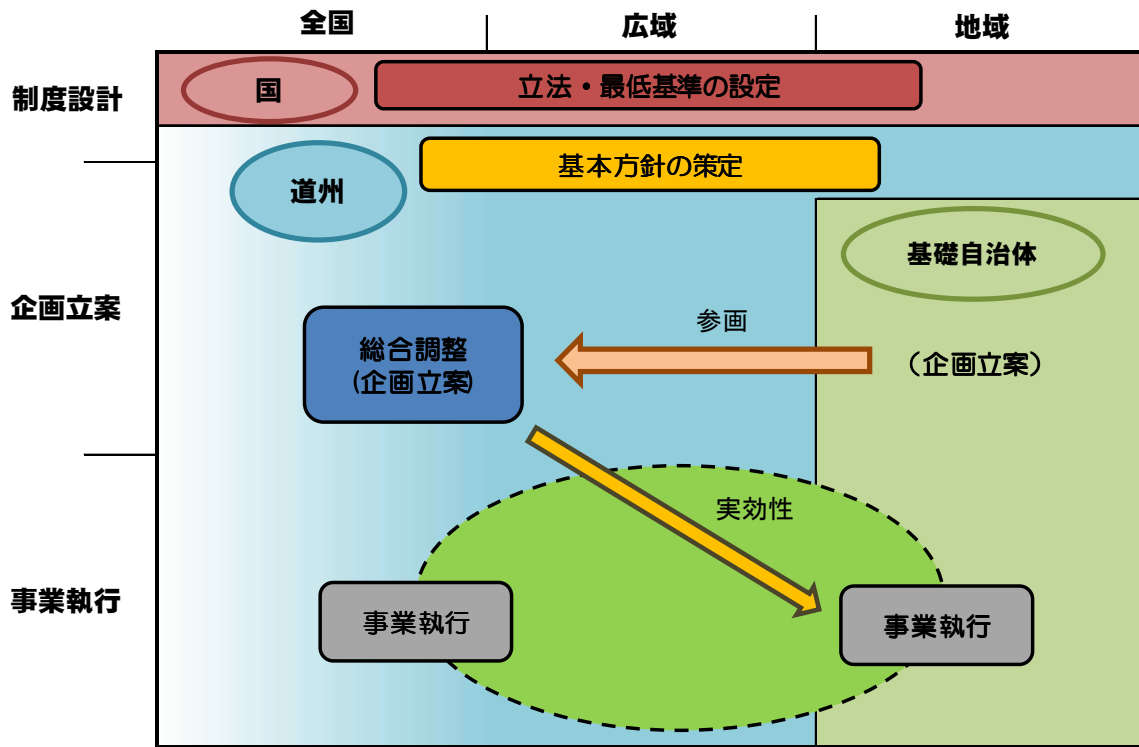 全国
広域
地域
制度設計
国
立法・最低基準の設定
道州
基本方針の策定
基礎自治体
企画立案
総合調整
(企画立案)
参画
（企画立案）
実効性
事業執行
事業執行
事業執行